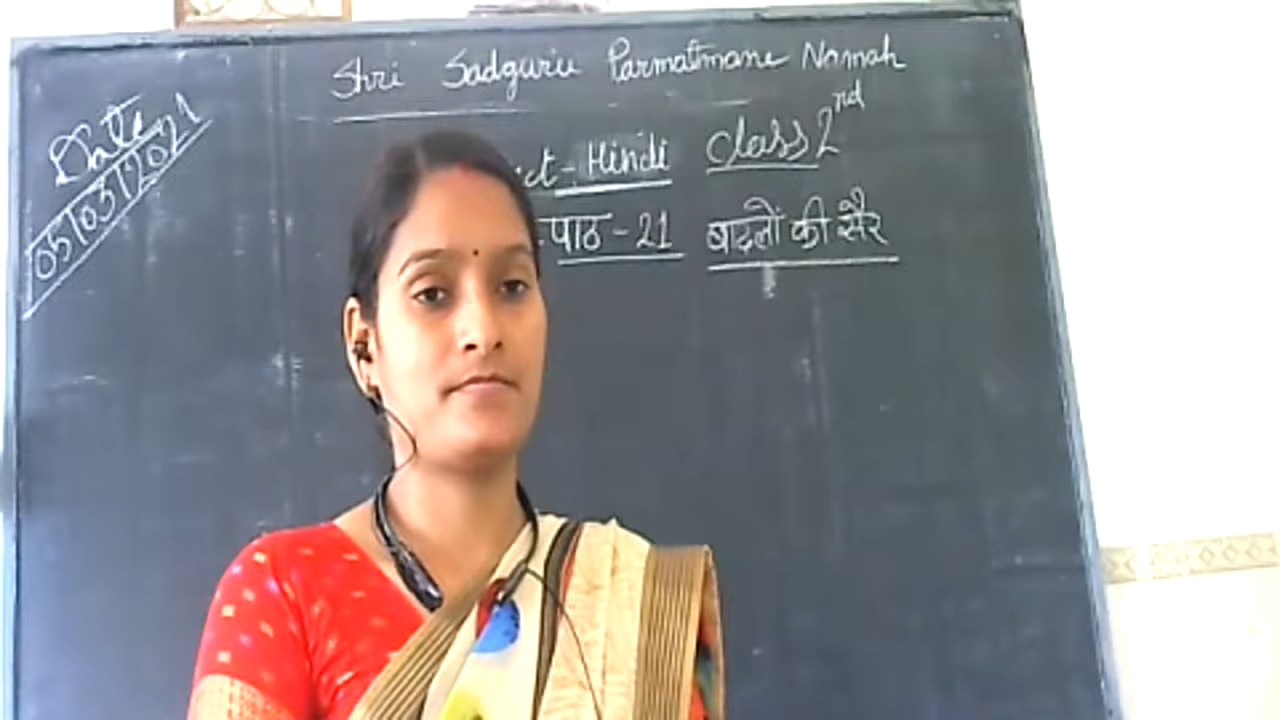 Shri Sadguru Parmatmane Namah
Date
05/03/2021
ct-Hindi Class 2nd
पाठ-21 बादलों की सैर